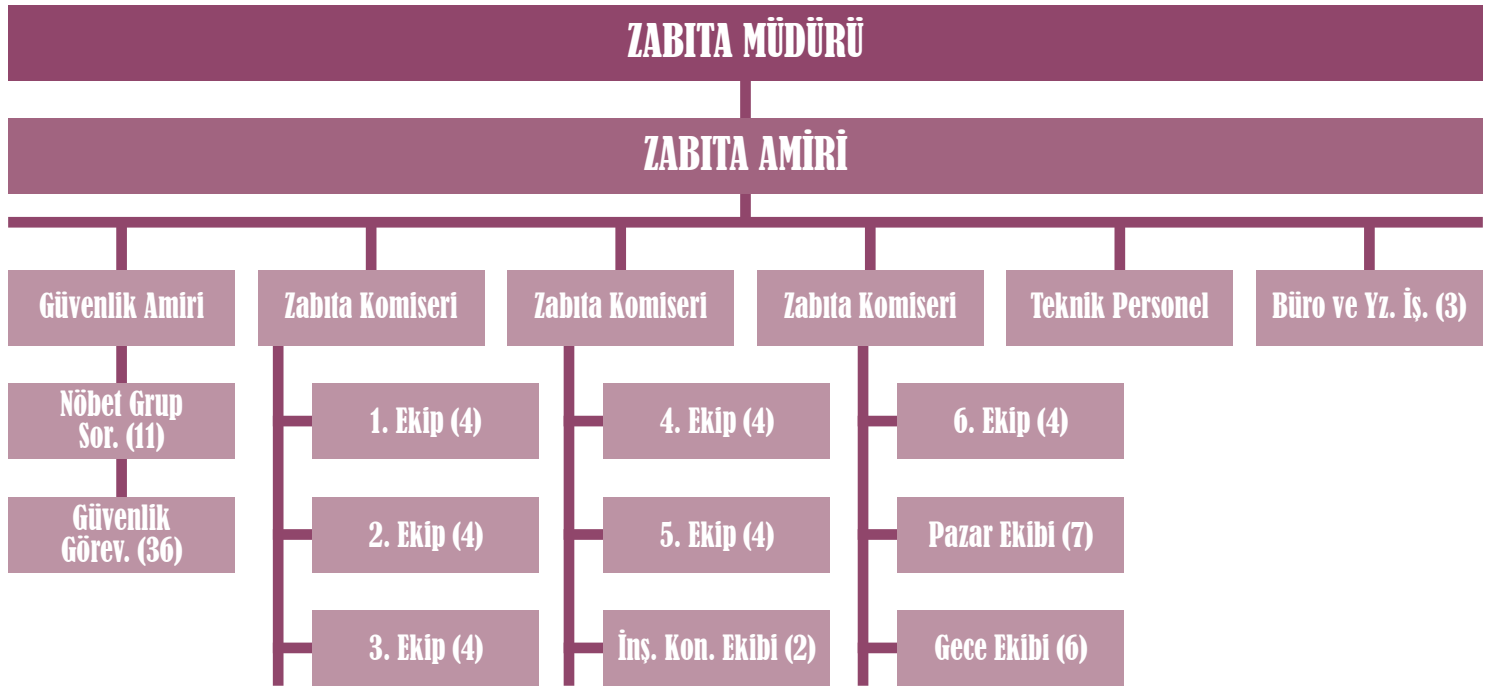 ZABITA MÜDÜRÜ
ZABITA AMİRİ
Güvenlik Amiri
Zabıta Komiseri
Zabıta Komiseri
Zabıta Komiseri
Teknik Personel
Büro ve Yz. İş. (3)
Nöbet Grup
Sor. (11)
1. Ekip (4)
4. Ekip (4)
6. Ekip (4)
Güvenlik
Görev. (36)
2. Ekip (4)
5. Ekip (4)
Pazar Ekibi (7)
3. Ekip (4)
İnş. Kon. Ekibi (2)
Gece Ekibi (6)